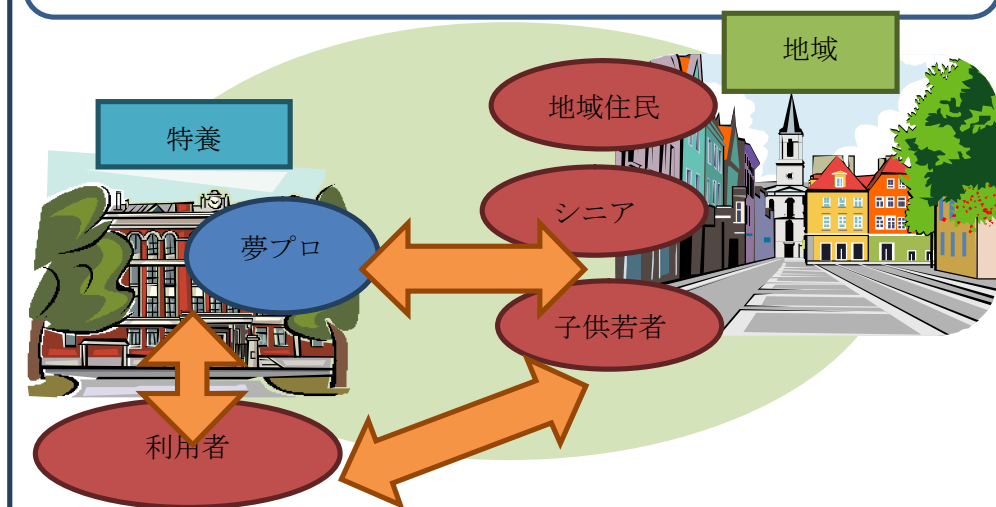 地域
地域住民
特養
シニア
夢プロ
子供若者
利用者